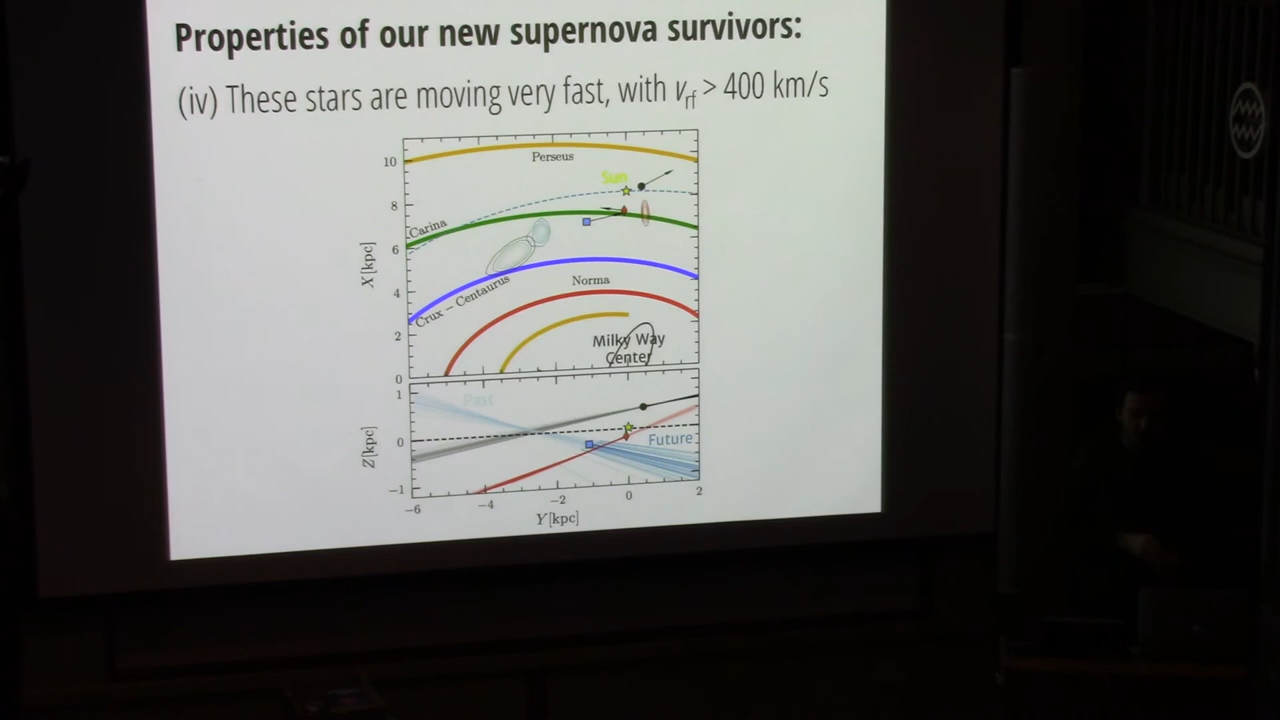 Properties of our new supernova survivors:
(iv) These stars are moving very fast, with vrf > 400 km/s
Perseus
10
Sun
8
Carina
6
X[kpc]
Crux – Centaurus
Norma
4
2
Milky Way
Center
0
1
Past
0
Future
Z[kpc]
−1
−6
−4
−2
0
2
Y[kpc]